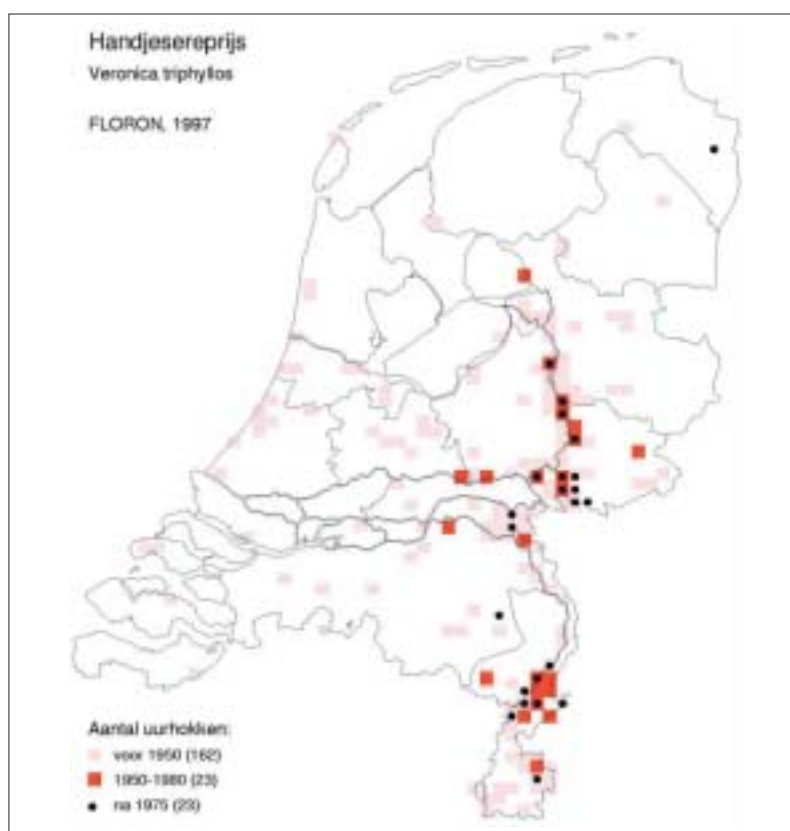 Handjesereprijs
Veronica triphyllos
FLORON, 1997
Aantal uurhokken:
voor 1950 (162)
1950-1980 (23)
na 1975 (23)